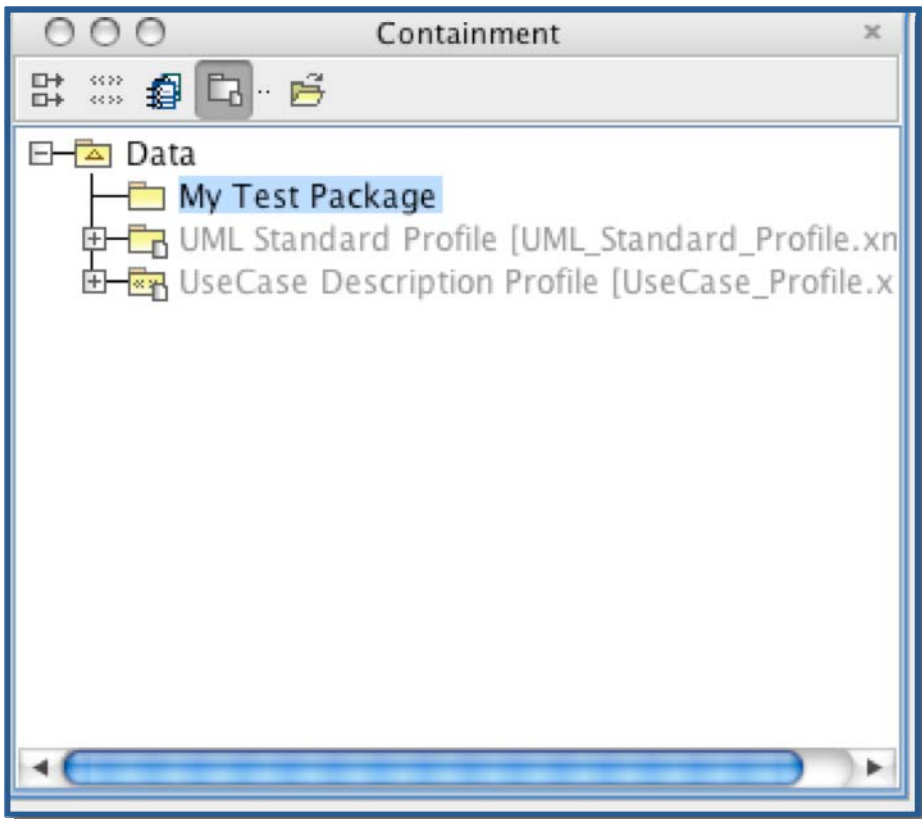 Containment
Data
My Test Package
UML Standard Profile [UML_Standard_Profile.xn
UseCase Description Profile [UseCase_Profile.x